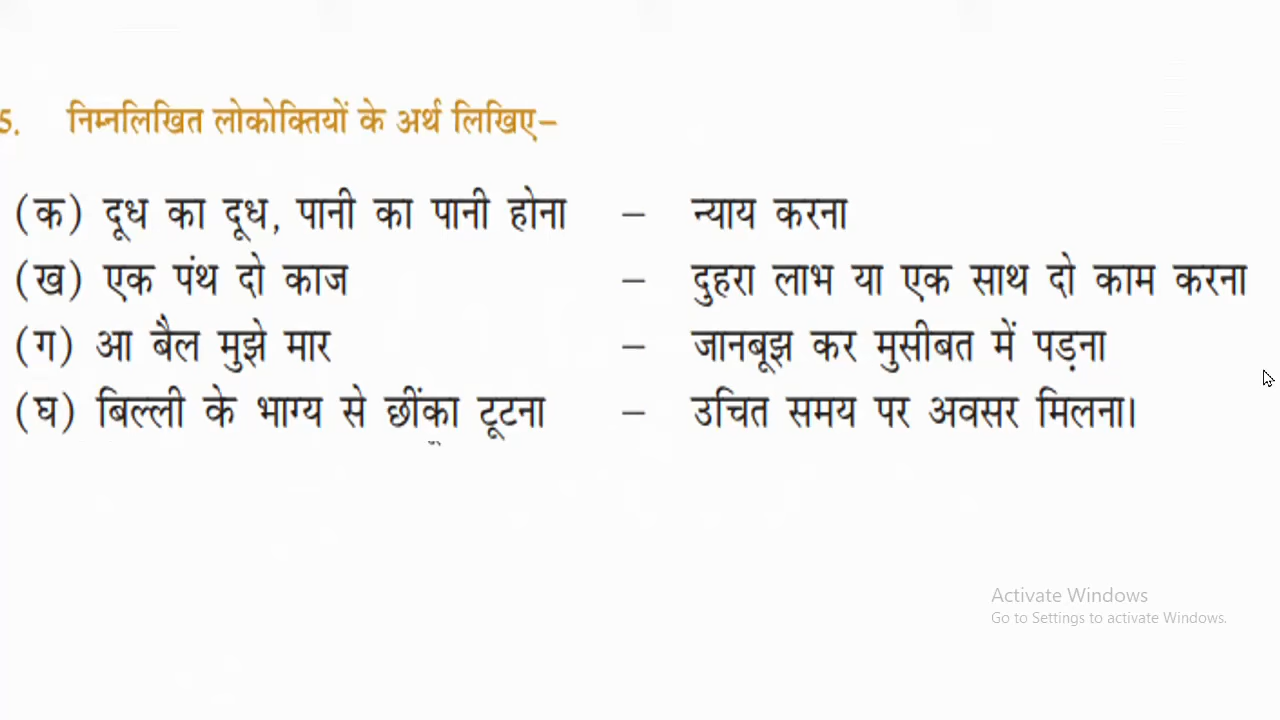 5. निम्नलिखित लोकोक्तियों के अर्थ लिखिए–
(क) दूध का दूध, पानी का पानी होना – न्याय करना
(ख) एक पंथ दो काज – दुहरा लाभ या एक साथ दो काम करना
(ग) आ बैल मुझे मार – जानबूझ कर मुसीबत में पड़ना
(घ) बिल्ली के भाग्य से छींका टूटना – उचित समय पर अवसर मिलना।
Activate Windows
Go to Settings to activate Windows.